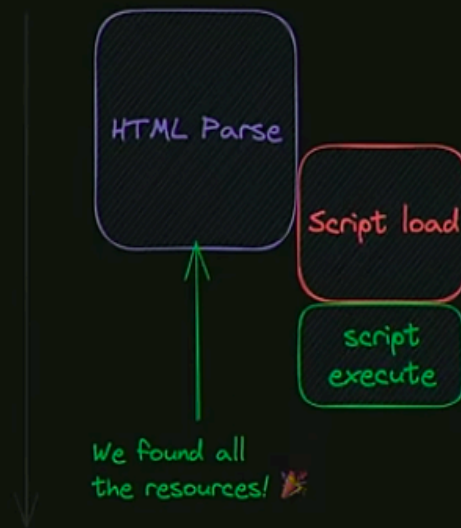 HTML Parse
Script load
script
execute
We found all
the resources! 🎉